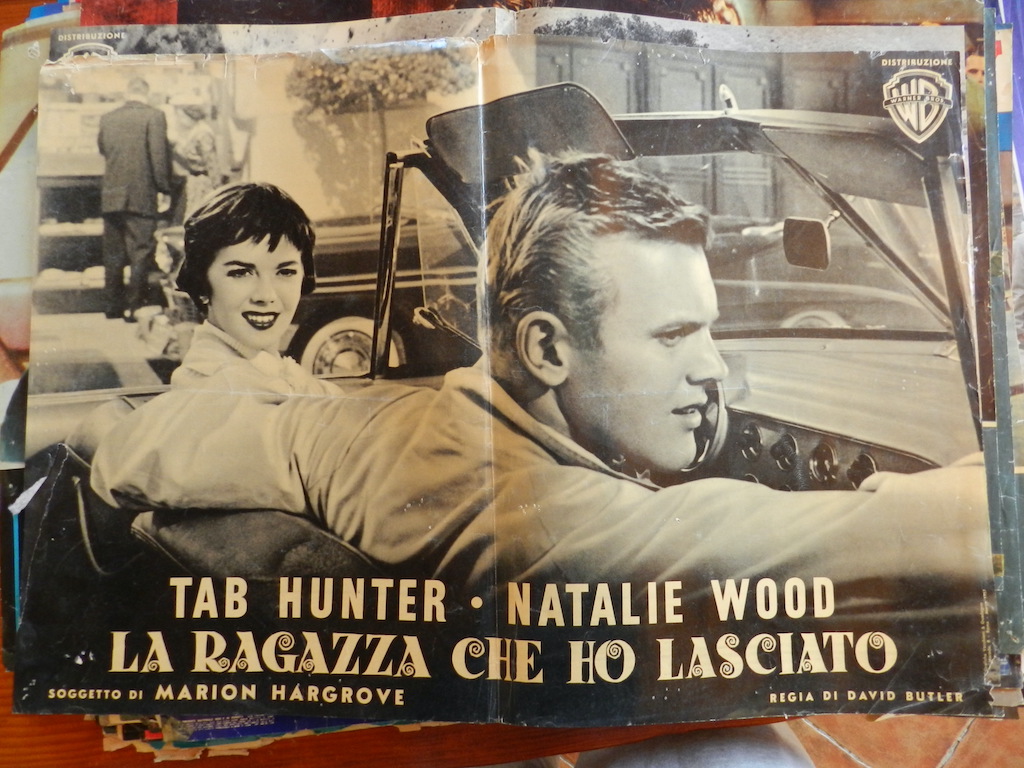 DISTRIBUZIONE
DISTRIBUZIONE
WB
WARNER BROS
TAB HUNTER • NATALIE WOOD
LA RAGAZZA CHE HO LASCIATO
SOGGETTO DI MARION HARGROVE
REGIA DI DAVID BUTLER